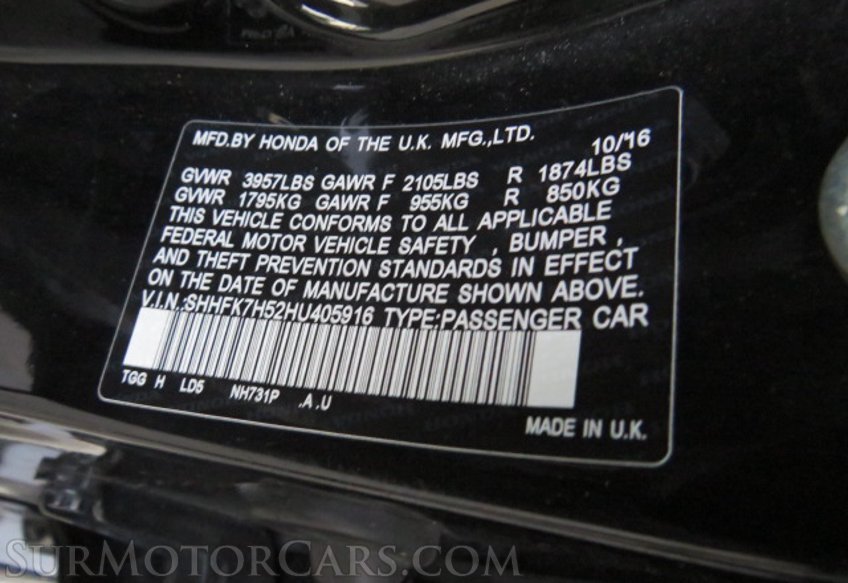 MFD.BY HONDA OF THE U.K. MFG.,LTD. 10/'16
GVWR 3957LBS GAWR F 2105LBS R 1874LBS
GVWR 1795KG GAWR F 955KG R 850KG
THIS VEHICLE CONFORMS TO ALL APPLICABLE
FEDERAL MOTOR VEHICLE SAFETY , BUMPER ,
AND THEFT PREVENTION STANDARDS IN EFFECT
ON THE DATE OF MANUFACTURE SHOWN ABOVE.
V.I.N.:SHHFK7H52HU405916 TYPE:PASSENGER CAR
TGG H LD5 NH731P .A .U
MADE IN U.K.
SURMOTORCARS.COM